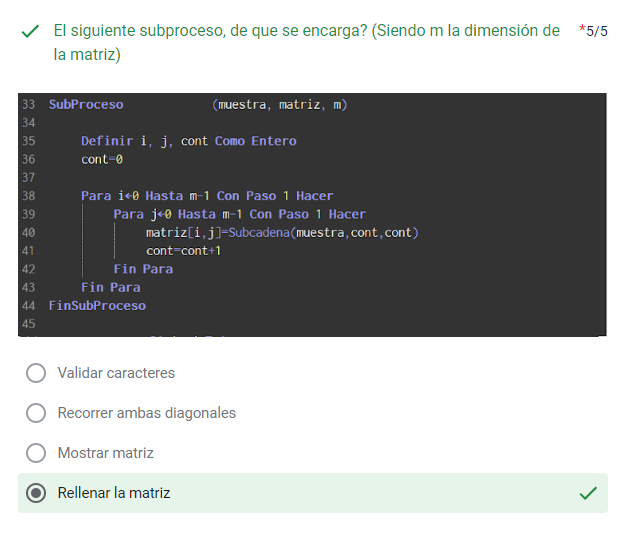 El siguiente subproceso, de que se encarga? (Siendo m la dimensión de la matriz)
*5/5
33 SubProceso (muestra, matriz, m)
34
35 Definir i, j, cont Como Entero
36 cont=0
37
38 Para i←0 Hasta m-1 Con Paso 1 Hacer
39 Para j←0 Hasta m-1 Con Paso 1 Hacer
40 matriz[i,j]=Subcadena(muestra,cont,cont)
41 cont=cont+1
42 Fin Para
43 Fin Para
44 FinSubProceso
45
Validar caracteres
Recorrer ambas diagonales
Mostrar matriz
Rellenar la matriz